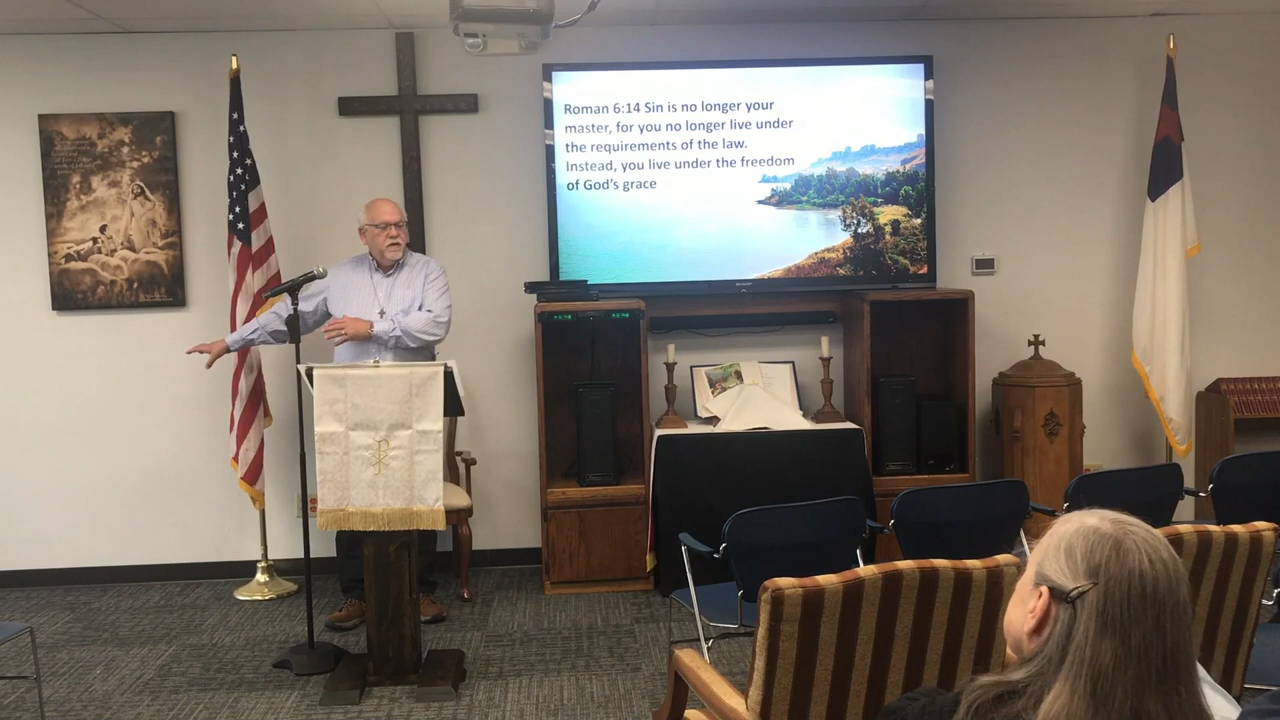 Roman 6:14 Sin is no longer your
master, for you no longer live under
the requirements of the law.
Instead, you live under the freedom
of God's grace
SHARP